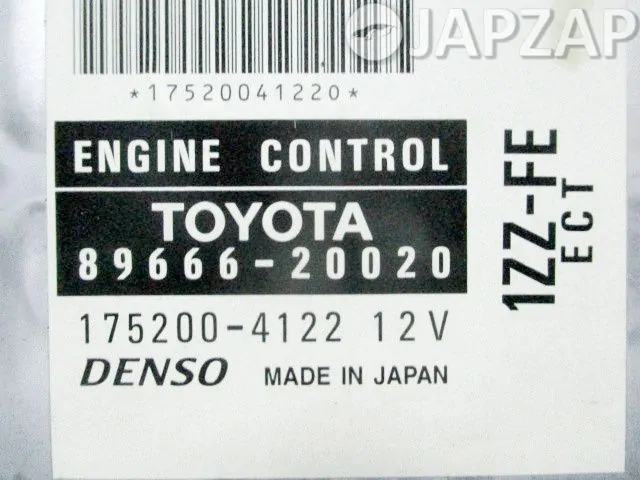 JAPZAP
*17520041220*
ENGINE CONTROL
TOYOTA
89666-20020
175200-4122 12V
DENSO MADE IN JAPAN
1ZZ-FE
ECT